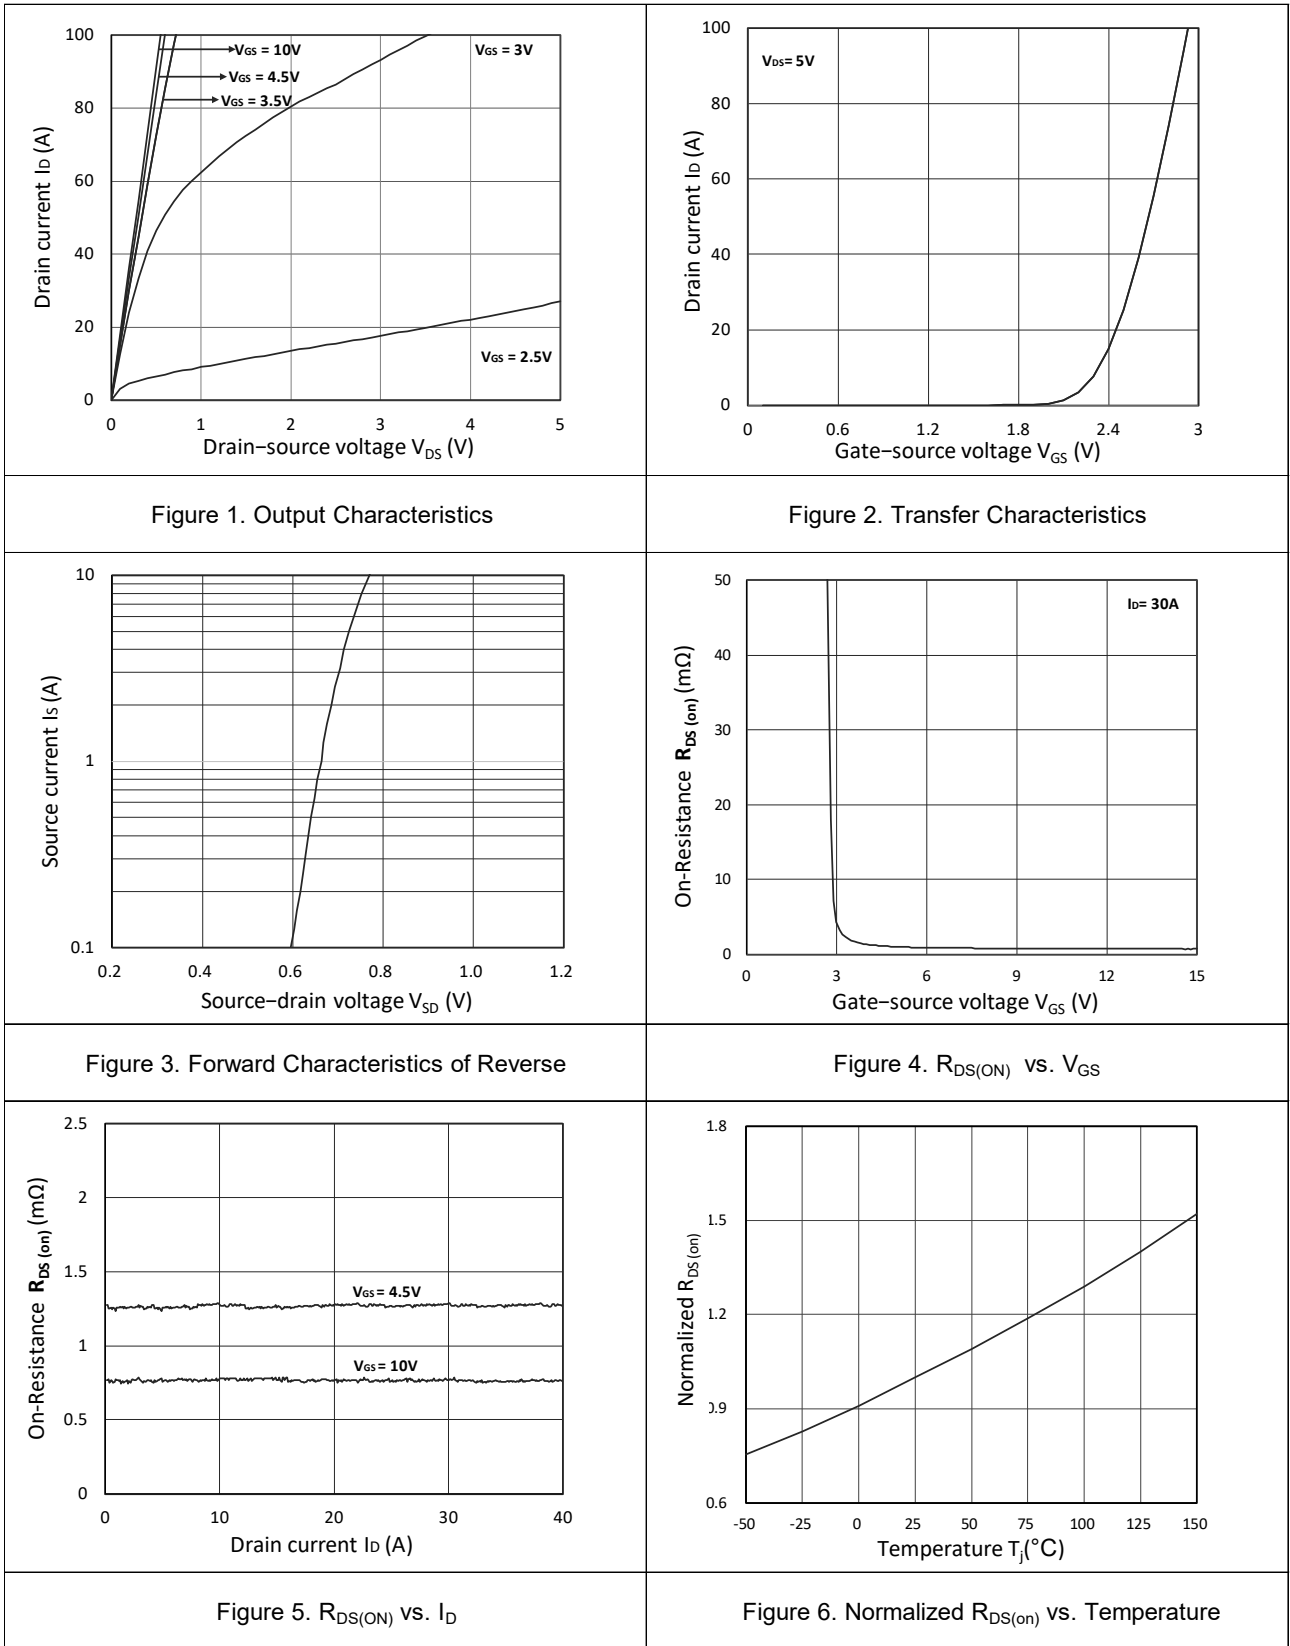 100
80
60
40
20
0
Drain current ID (A)
VGS = 10V
VGS = 4.5V
VGS = 3.5V
VGS = 3V
VGS = 2.5V
0 1 2 3 4 5
Drain−source voltage VDS (V)
Figure 1. Output Characteristics
100
80
60
40
20
0
Drain current ID (A)
VDS= 5V
0 0.6 1.2 1.8 2.4 3
Gate−source voltage VGS (V)
Figure 2. Transfer Characteristics
10
1
0.1
Source current IS (A)
0.2 0.4 0.6 0.8 1.0 1.2
Source−drain voltage VSD (V)
Figure 3. Forward Characteristics of Reverse
50
40
30
20
10
0
On-Resistance RDS (on) (mΩ)
ID= 30A
0 3 6 9 12 15
Gate−source voltage VGS (V)
Figure 4. RDS(ON) vs. VGS
2.5
2
1.5
1
0.5
0
On-Resistance RDS (on) (mΩ)
VGS = 4.5V
VGS = 10V
0 10 20 30 40
Drain current ID (A)
Figure 5. RDS(ON) vs. ID
1.8
1.5
1.2
0.9
0.6
Normalized RDS (on)
-50 -25 0 25 50 75 100 125 150
Temperature Tj(°C)
Figure 6. Normalized RDS(on) vs. Temperature